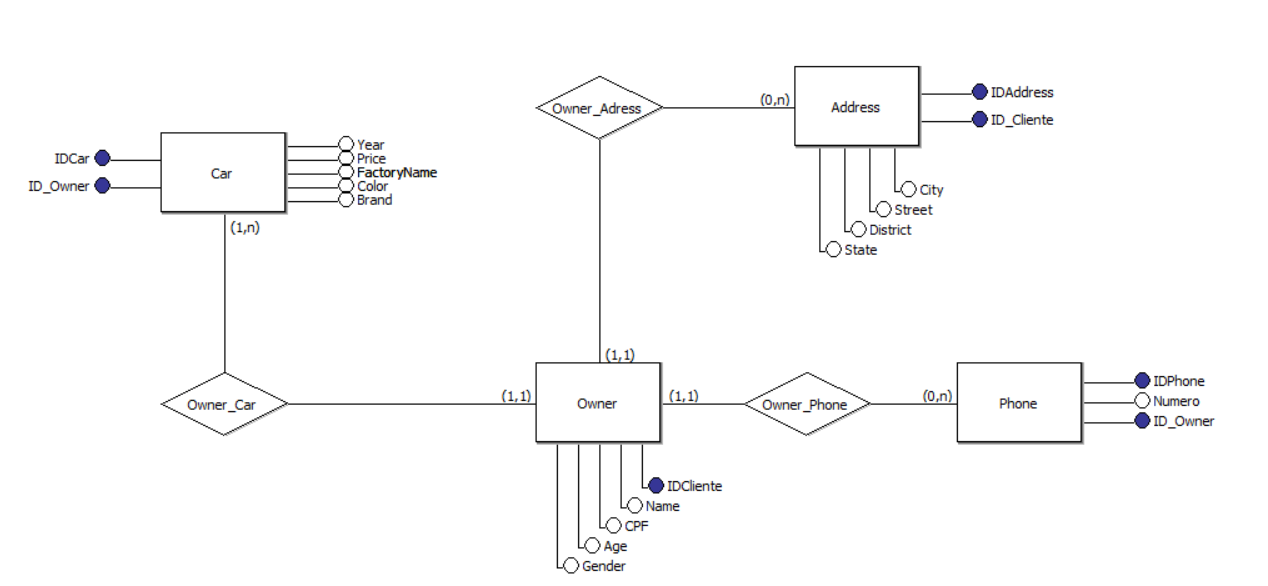 Owner_Adress
(0,n)
Address
IDAddress
ID_Cliente
City
Street
District
State
IDCar
ID_Owner
Car
Year
Price
FactoryName
Color
Brand
(1,n)
(1,1)
Owner_Car
(1,1)
Owner
(1,1)
Owner_Phone
(0,n)
Phone
IDPhone
Numero
ID_Owner
IDCliente
Name
CPF
Age
Gender